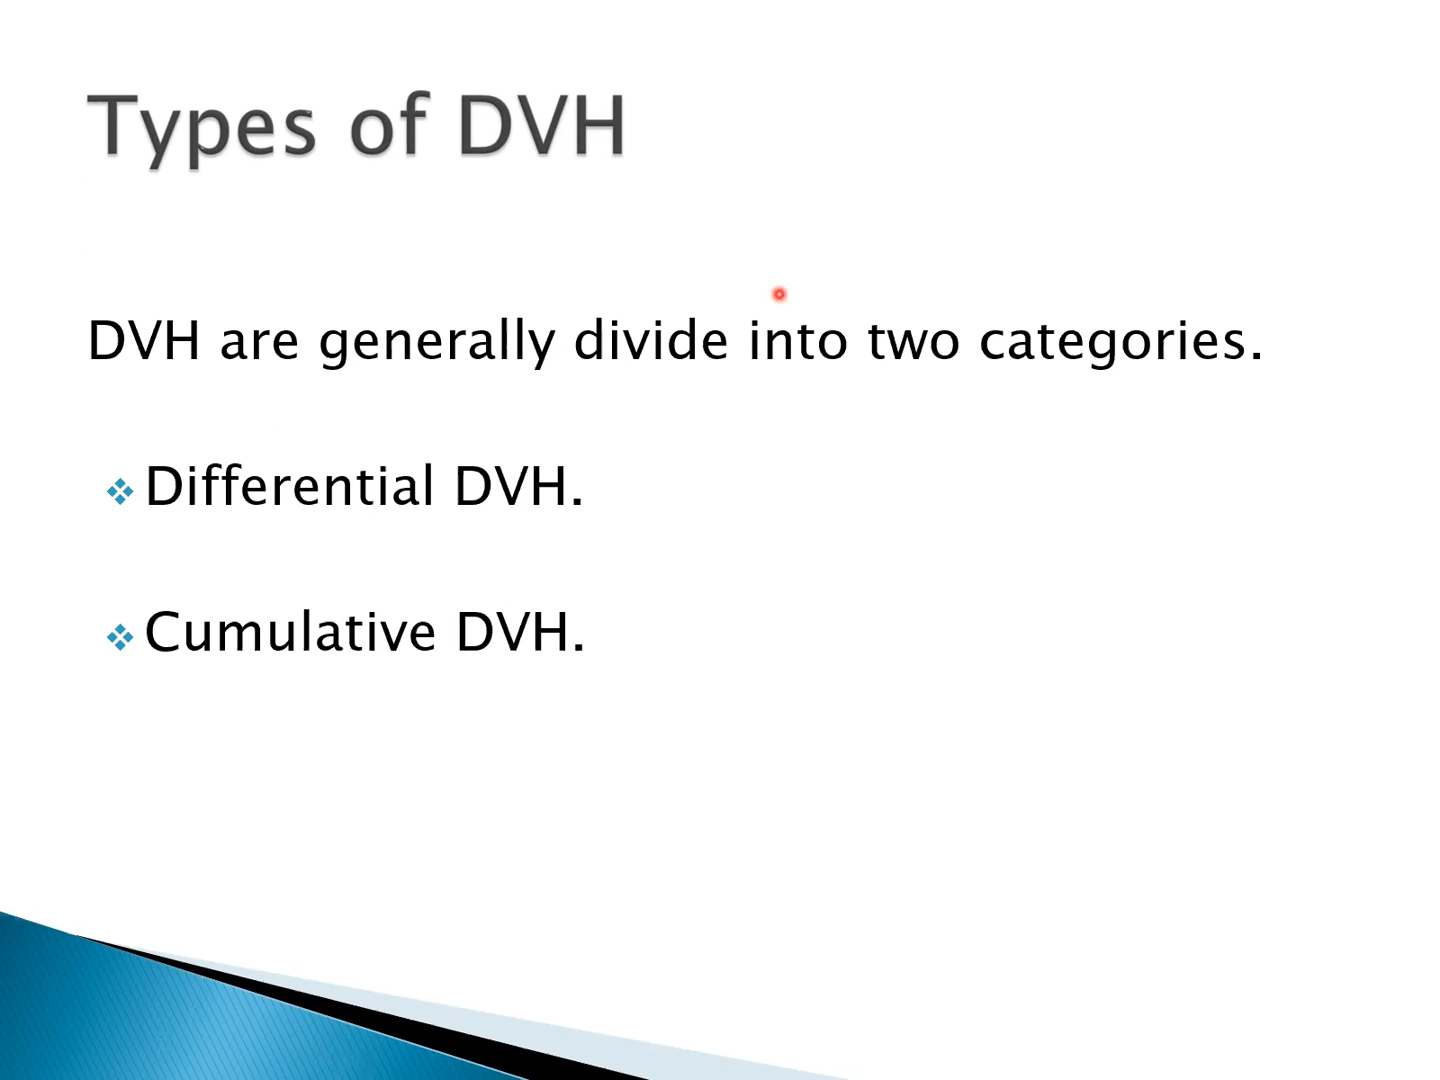 Types of DVH
DVH are generally divide into two categories.
Differential DVH.
Cumulative DVH.